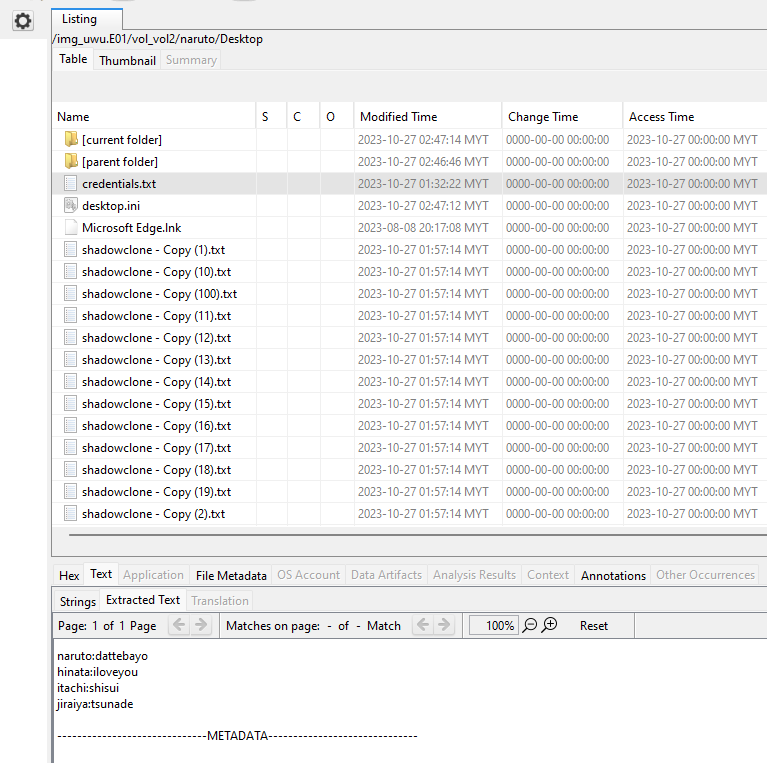 Listing
/img_uwu.E01/vol_vol2/naruto/Desktop
Table Thumbnail Summary
Name S C O Modified Time Change Time Access Time
[current folder] 2023-10-27 02:47:14 MYT 0000-00-00 00:00:00 2023-10-27 00:00:00 MYT
[parent folder] 2023-10-27 02:46:46 MYT 0000-00-00 00:00:00 2023-10-27 00:00:00 MYT
credentials.txt 2023-10-27 01:32:22 MYT 0000-00-00 00:00:00 2023-10-27 00:00:00 MYT
desktop.ini 2023-10-27 02:47:12 MYT 0000-00-00 00:00:00 2023-10-27 00:00:00 MYT
Microsoft Edge.lnk 2023-08-08 20:17:08 MYT 0000-00-00 00:00:00 2023-10-27 00:00:00 MYT
shadowclone - Copy (1).txt 2023-10-27 01:57:14 MYT 0000-00-00 00:00:00 2023-10-27 00:00:00 MYT
shadowclone - Copy (10).txt 2023-10-27 01:57:14 MYT 0000-00-00 00:00:00 2023-10-27 00:00:00 MYT
shadowclone - Copy (100).txt 2023-10-27 01:57:14 MYT 0000-00-00 00:00:00 2023-10-27 00:00:00 MYT
shadowclone - Copy (11).txt 2023-10-27 01:57:14 MYT 0000-00-00 00:00:00 2023-10-27 00:00:00 MYT
shadowclone - Copy (12).txt 2023-10-27 01:57:14 MYT 0000-00-00 00:00:00 2023-10-27 00:00:00 MYT
shadowclone - Copy (13).txt 2023-10-27 01:57:14 MYT 0000-00-00 00:00:00 2023-10-27 00:00:00 MYT
shadowclone - Copy (14).txt 2023-10-27 01:57:14 MYT 0000-00-00 00:00:00 2023-10-27 00:00:00 MYT
shadowclone - Copy (15).txt 2023-10-27 01:57:14 MYT 0000-00-00 00:00:00 2023-10-27 00:00:00 MYT
shadowclone - Copy (16).txt 2023-10-27 01:57:14 MYT 0000-00-00 00:00:00 2023-10-27 00:00:00 MYT
shadowclone - Copy (17).txt 2023-10-27 01:57:14 MYT 0000-00-00 00:00:00 2023-10-27 00:00:00 MYT
shadowclone - Copy (18).txt 2023-10-27 01:57:14 MYT 0000-00-00 00:00:00 2023-10-27 00:00:00 MYT
shadowclone - Copy (19).txt 2023-10-27 01:57:14 MYT 0000-00-00 00:00:00 2023-10-27 00:00:00 MYT
shadowclone - Copy (2).txt 2023-10-27 01:57:14 MYT 0000-00-00 00:00:00 2023-10-27 00:00:00 MYT
Hex Text Application File Metadata OS Account Data Artifacts Analysis Results Context Annotations Other Occurrences
Strings Extracted Text Translation
Page: 1 of 1 Page Matches on page: - of - Match 100% Reset
naruto:dattebayo
hinata:iloveyou
itachi:shisui
jiraiya:tsunade
------------------------------METADATA------------------------------